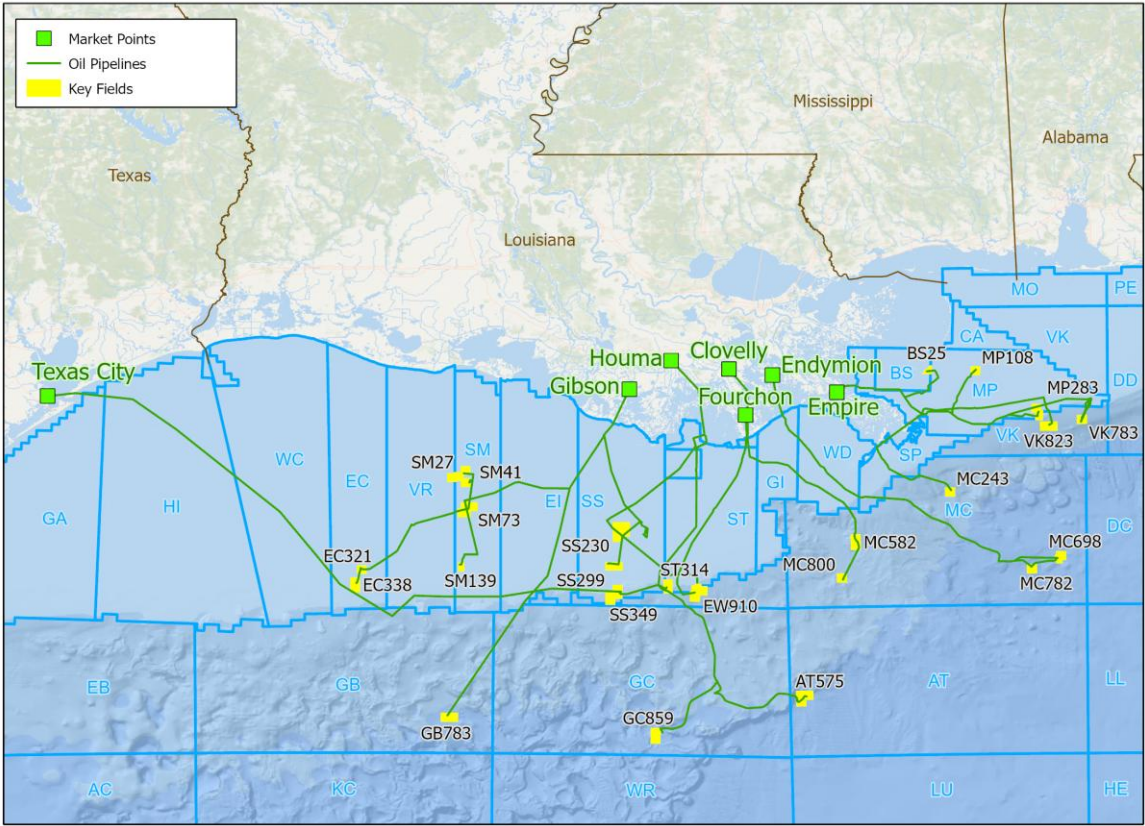 Market Points
Oil Pipelines
Key Fields
Mississippi
Alabama
Texas
Louisiana
MO
PE
CA
VK
Houma
Clovelly
BS25
MP108
Texas City
Gibson
Endymion
BS
MP
MP283
DD
Fourchon
Empire
VK
VK823
VK783
WC
SM
SM27
SM41
EC
VR
EI
SS
WD
SP
GA
HI
SM73
ST
GI
MC243
MC
DC
SS230
MC582
EC321
EC338
SM139
SS299
ST314
MC800
MC698
MC782
SS349
EW910
EB
GB
GC
AT575
AT
LL
GB783
GC859
AC
KC
WR
LU
HE